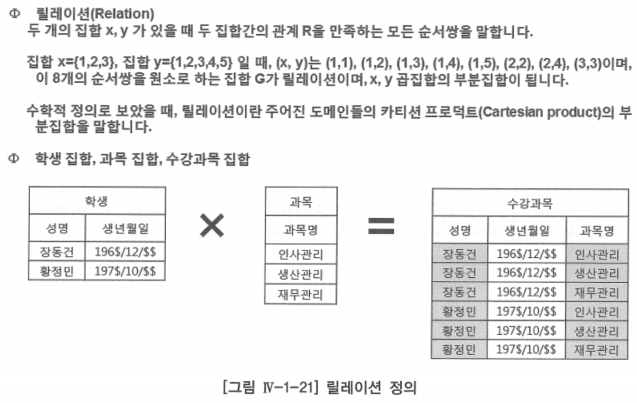 Φ 릴레이션(Relation)
두 개의 집합 x, y 가 있을 때 두 집합간의 관계 R을 만족하는 모든 순서쌍을 말합니다.
집합 x={1,2,3}, 집합 y={1,2,3,4,5} 일 때, (x, y)는 (1,1), (1,2), (1,3), (1,4), (1,5), (2,2), (2,4), (3,3)이며,
이 8개의 순서쌍을 원소로 하는 집합 G가 릴레이션이며, x, y 곱집합의 부분집합이 됩니다.
수학적 정의로 보았을 때, 릴레이션이란 주어진 도메인들의 카티션 프로덕트(Cartesian product)의 부
분집합을 말합니다.
Φ 학생 집합, 과목 집합, 수강과목 집합
학생
성명 생년월일
장동건 196$/12/$$
황정민 197$/10/$$
×
과목
과목명
인사관리
생산관리
재무관리
=
수강과목
성명 생년월일 과목명
장동건 196$/12/$$ 인사관리
장동건 196$/12/$$ 생산관리
장동건 196$/12/$$ 재무관리
황정민 197$/10/$$ 인사관리
황정민 197$/10/$$ 생산관리
황정민 197$/10/$$ 재무관리
[그림 Ⅳ-1-21] 릴레이션 정의